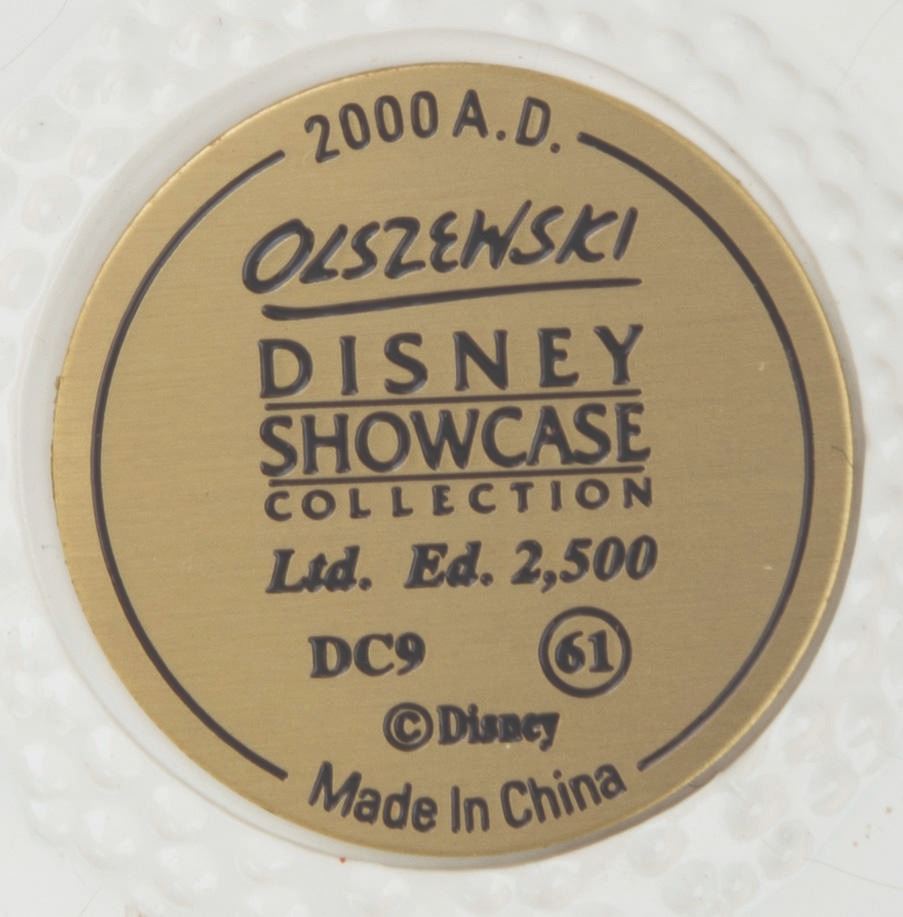 2000 A.D.
OLSZEWSKI
DISNEY
SHOWCASE
COLLECTION
Ltd. Ed. 2,500
DC9 61
©Disney
Made In China